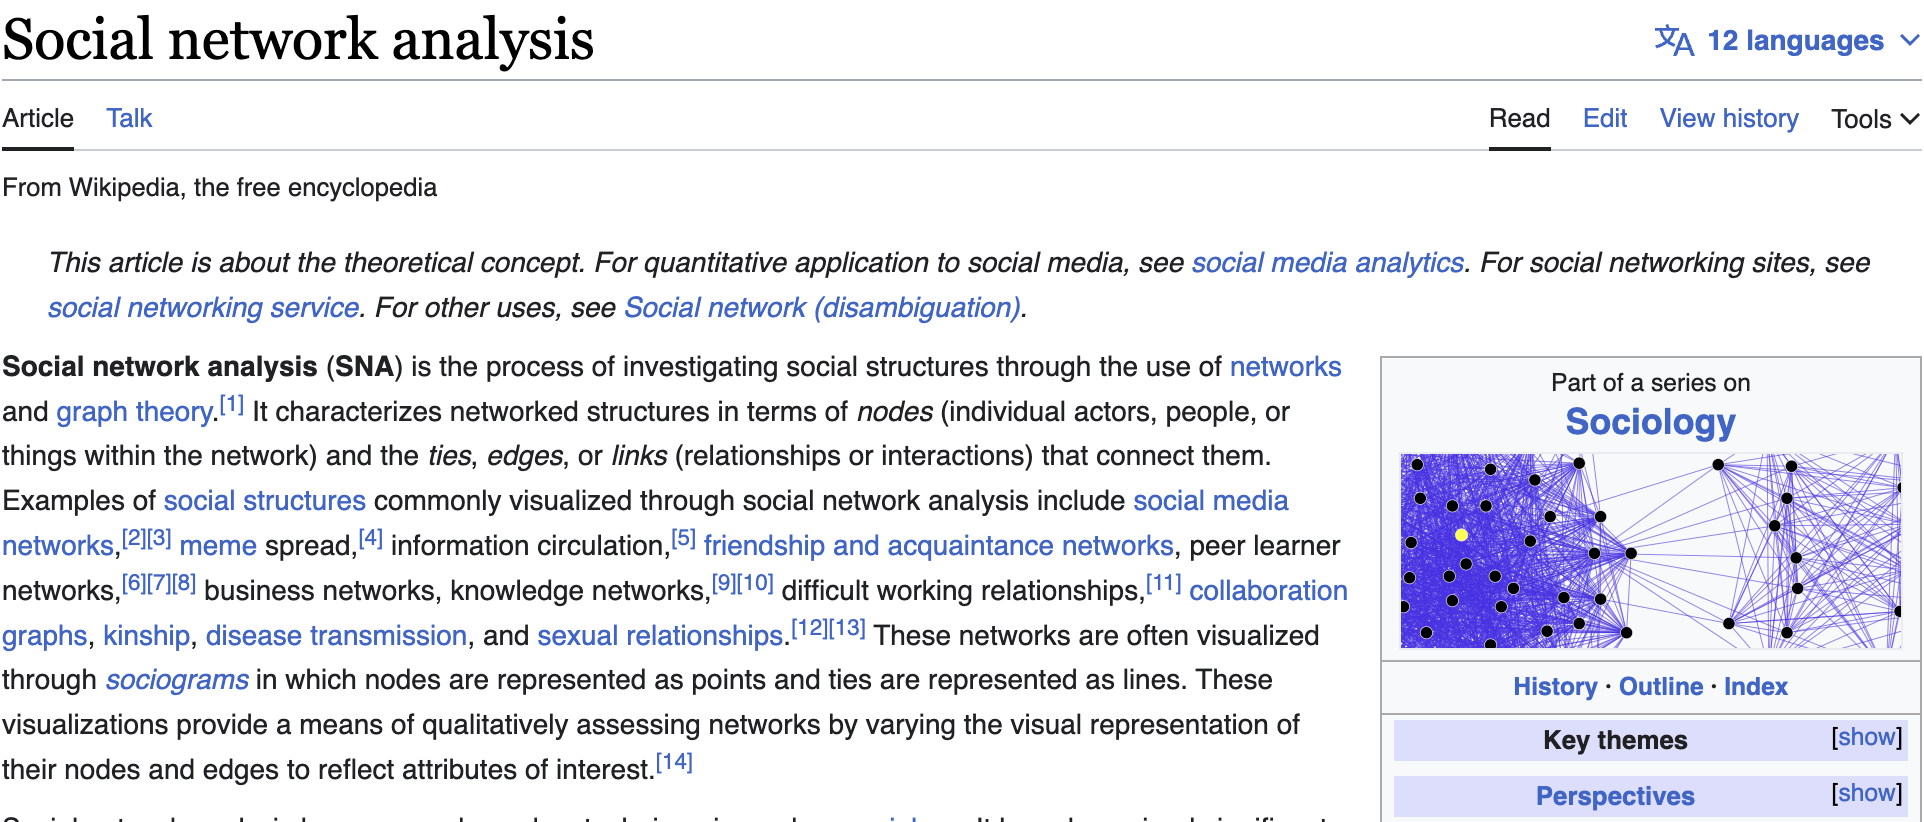 Social network analysis
12 languages
Article Talk
Read Edit View history Tools
From Wikipedia, the free encyclopedia
This article is about the theoretical concept. For quantitative application to social media, see social media analytics. For social networking sites, see
social networking service. For other uses, see Social network (disambiguation).
Social network analysis (SNA) is the process of investigating social structures through the use of networks
and graph theory.[1] It characterizes networked structures in terms of nodes (individual actors, people, or
things within the network) and the ties, edges, or links (relationships or interactions) that connect them.
Examples of social structures commonly visualized through social network analysis include social media
networks,[2][3] meme spread,[4] information circulation,[5] friendship and acquaintance networks, peer learner
networks,[6][7][8] business networks, knowledge networks,[9][10] difficult working relationships,[11] collaboration
graphs, kinship, disease transmission, and sexual relationships.[12][13] These networks are often visualized
through sociograms in which nodes are represented as points and ties are represented as lines. These
visualizations provide a means of qualitatively assessing networks by varying the visual representation of
their nodes and edges to reflect attributes of interest.[14]
Part of a series on
Sociology
History · Outline · Index
Key themes [show]
Perspectives [show]